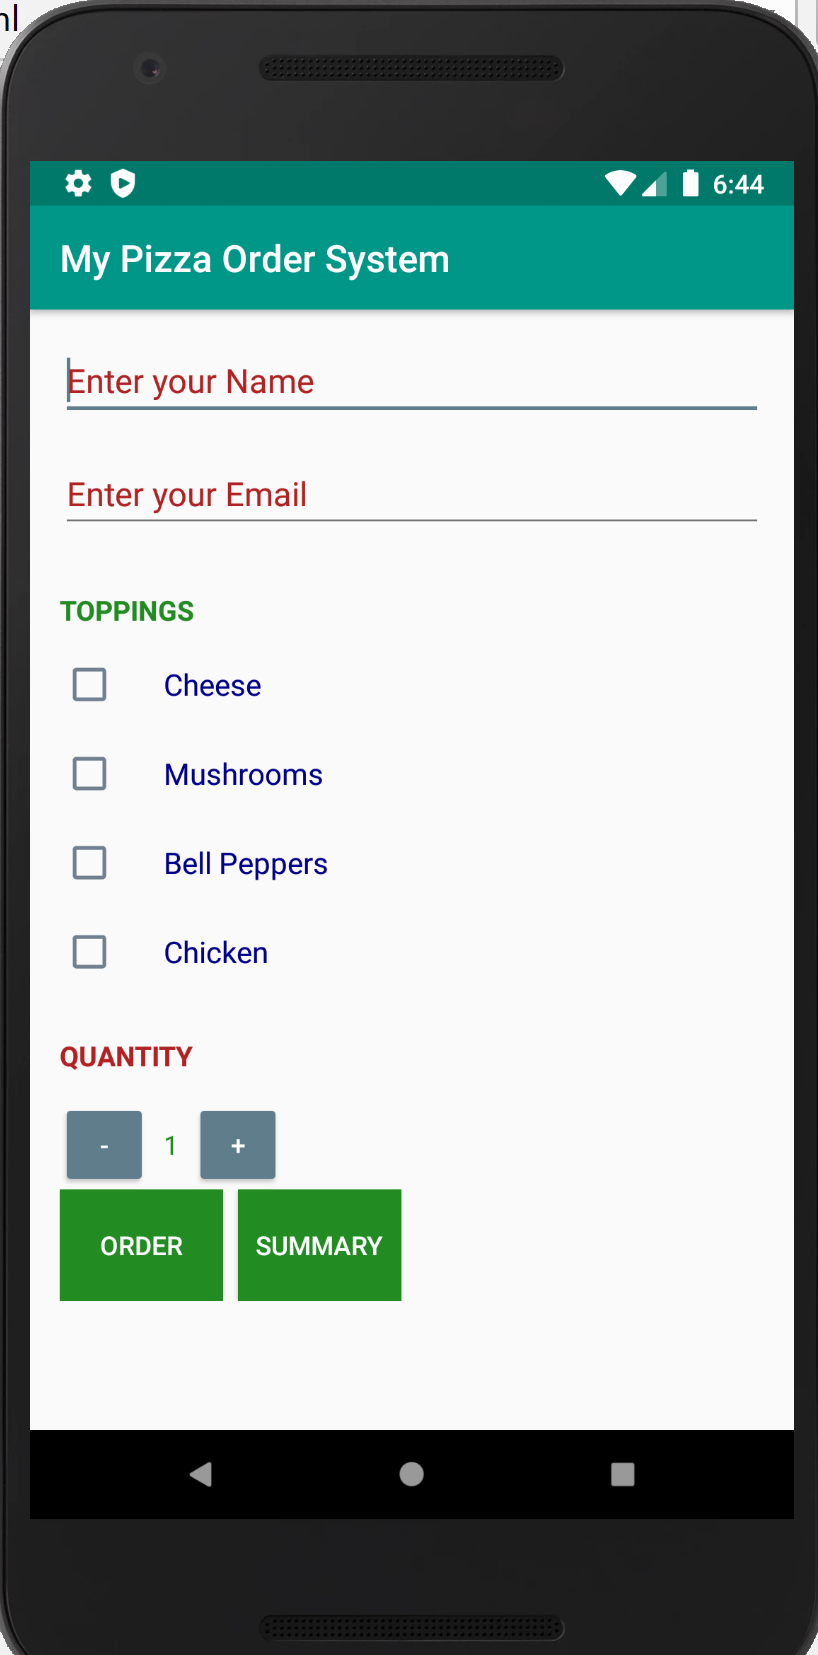 nl
6:44
My Pizza Order System
Enter your Name
Enter your Email
TOPPINGS
Cheese
Mushrooms
Bell Peppers
Chicken
QUANTITY
- 1 +
ORDER SUMMARY